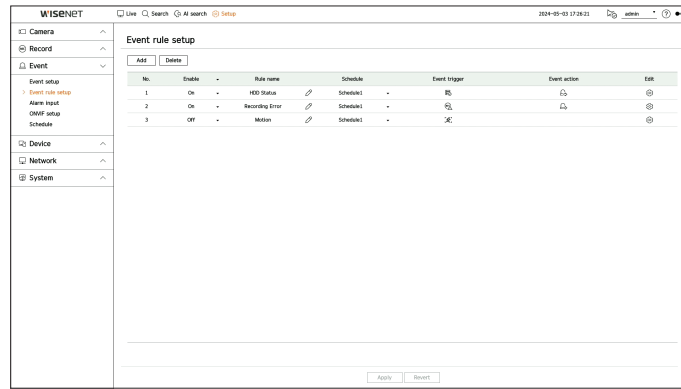 WISENET Live Search AI search Setup 2024-05-03 17:26:21 admin ?
Camera
Record
Event
Event setup
> Event rule setup
Alarm input
ONVIF setup
Schedule
Device
Network
System
Event rule setup
Add Delete
No. Enable Rule name Schedule Event trigger Event action Edit
1 On HDD Status Schedule1
2 On Recording Error Schedule1
3 Off Motion Schedule1
Apply Revert